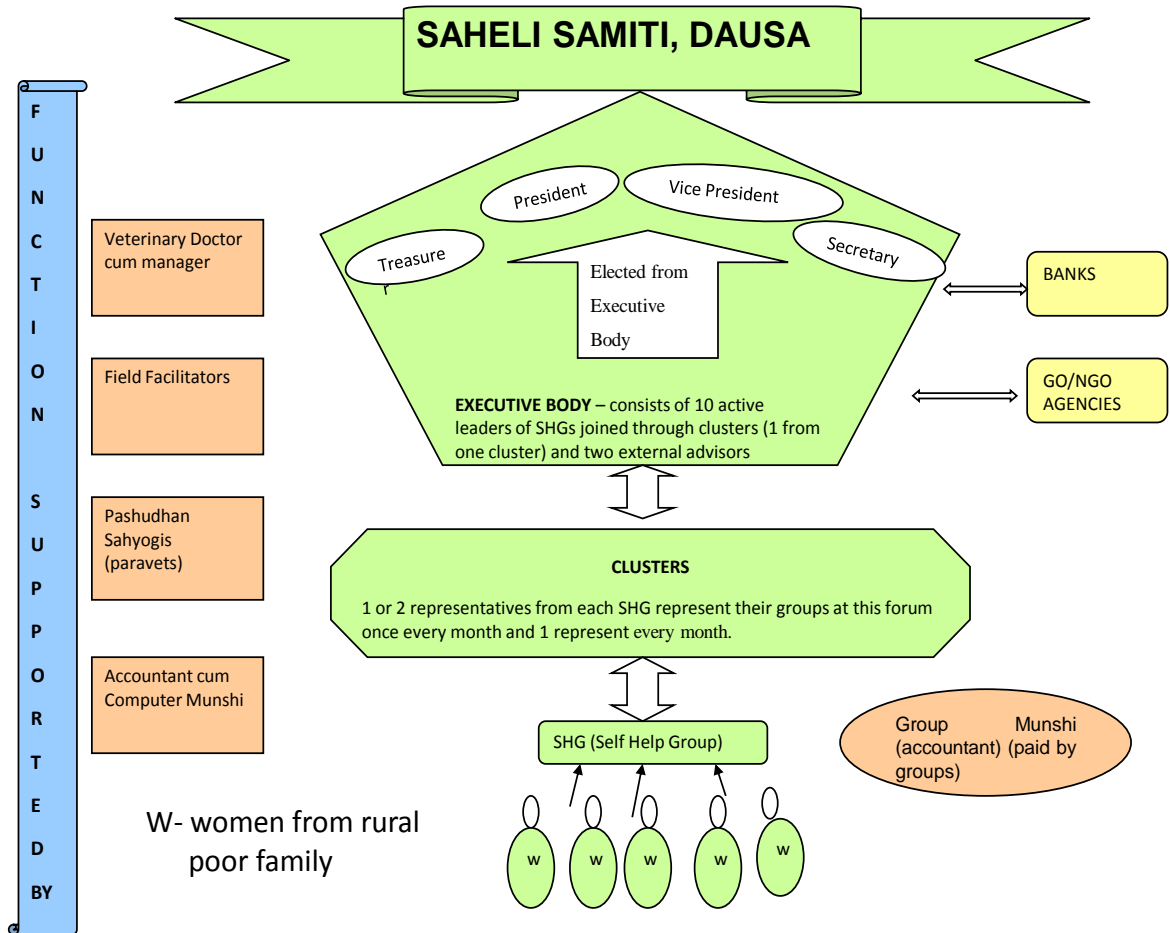 SAHELI SAMITI, DAUSA
FUNCTION SUPPORTED BY
Veterinary Doctor
cum manager
Field Facilitators
Pashudhan
Sahyogis
(paravets)
Accountant cum
Computer Munshi
President
Vice President
Treasure
r
Secretary
Elected from
Executive
Body
EXECUTIVE BODY – consists of 10 active
leaders of SHGs joined through clusters (1 from
one cluster) and two external advisors
BANKS
GO/NGO
AGENCIES
CLUSTERS
1 or 2 representatives from each SHG represent their groups at this forum
once every month and 1 represent every month.
SHG (Self Help Group)
Group Munshi
(accountant) (paid by
groups)
W- women from rural
poor family
w
w
w
w
w